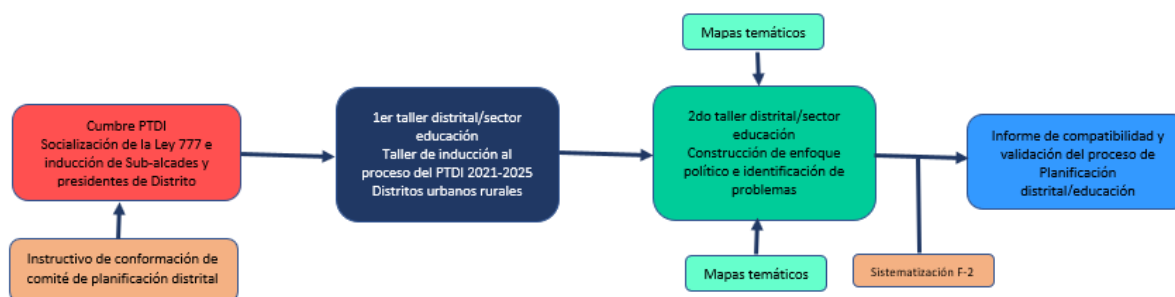 Mapas temáticos
Cumbre PTDI
Socialización de la Ley 777 e
inducción de Sub-alcades y
presidentes de Distrito
1er taller distrital/sector
educación
Taller de inducción al
proceso del PTDI 2021-2025
Distritos urbanos rurales
2do taller distrital/sector
educación
Construcción de enfoque
político e identificación de
problemas
Informe de compatibilidad y
validación del proceso de
Planificación
distrital/educación
Instructivo de conformación de
comité de planificación distrital
Mapas temáticos
Sistematización F-2